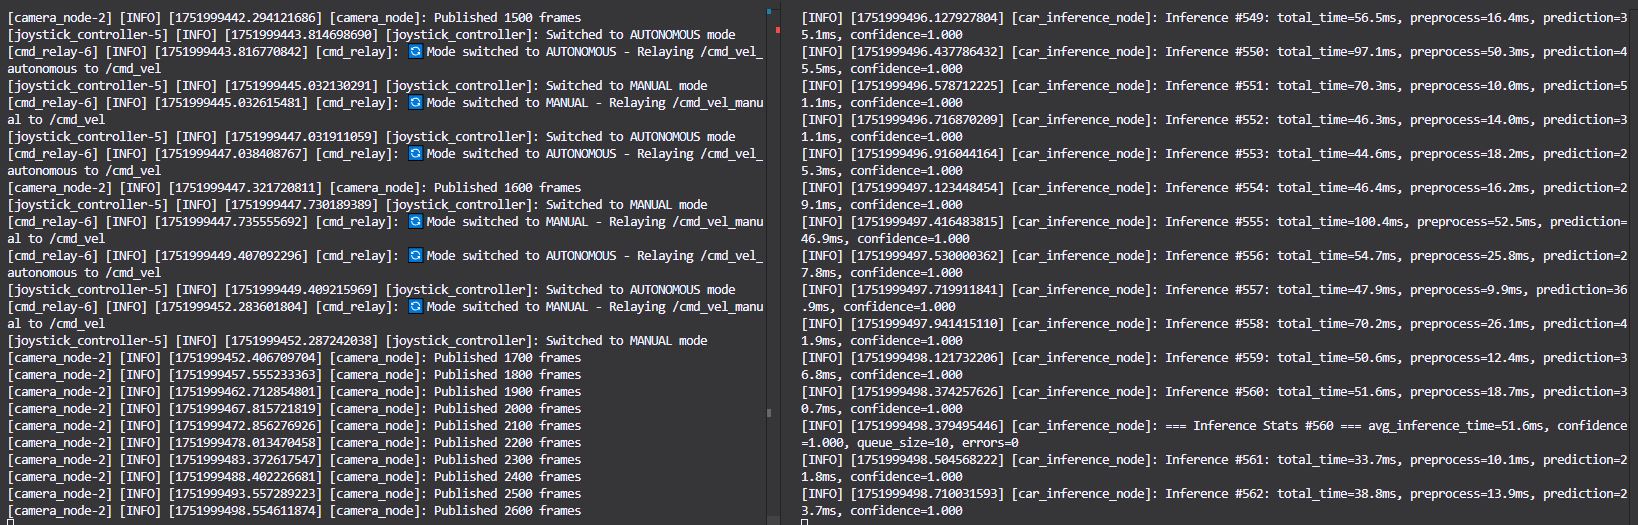 [camera_node-2] [INFO] [1751999442.294121686] [camera_node]: Published 1500 frames
[joystick_controller-5] [INFO] [1751999443.814698690] [joystick_controller]: Switched to AUTONOMOUS mode
[cmd_relay-6] [INFO] [1751999443.816770842] [cmd_relay]: 🔄 Mode switched to AUTONOMOUS - Relaying /cmd_vel_
autonomous to /cmd_vel
[joystick_controller-5] [INFO] [1751999445.032130291] [joystick_controller]: Switched to MANUAL mode
[cmd_relay-6] [INFO] [1751999445.032615481] [cmd_relay]: 🔄 Mode switched to MANUAL - Relaying /cmd_vel_manu
al to /cmd_vel
[joystick_controller-5] [INFO] [1751999447.031911059] [joystick_controller]: Switched to AUTONOMOUS mode
[cmd_relay-6] [INFO] [1751999447.038408767] [cmd_relay]: 🔄 Mode switched to AUTONOMOUS - Relaying /cmd_vel_
autonomous to /cmd_vel
[camera_node-2] [INFO] [1751999447.321720811] [camera_node]: Published 1600 frames
[joystick_controller-5] [INFO] [1751999447.730189389] [joystick_controller]: Switched to MANUAL mode
[cmd_relay-6] [INFO] [1751999447.735555692] [cmd_relay]: 🔄 Mode switched to MANUAL - Relaying /cmd_vel_manu
al to /cmd_vel
[cmd_relay-6] [INFO] [1751999449.407092296] [cmd_relay]: 🔄 Mode switched to AUTONOMOUS - Relaying /cmd_vel_
autonomous to /cmd_vel
[joystick_controller-5] [INFO] [1751999449.409215969] [joystick_controller]: Switched to AUTONOMOUS mode
[cmd_relay-6] [INFO] [1751999452.283601804] [cmd_relay]: 🔄 Mode switched to MANUAL - Relaying /cmd_vel_manu
al to /cmd_vel
[joystick_controller-5] [INFO] [1751999452.287242038] [joystick_controller]: Switched to MANUAL mode
[camera_node-2] [INFO] [1751999452.406709704] [camera_node]: Published 1700 frames
[camera_node-2] [INFO] [1751999457.555233363] [camera_node]: Published 1800 frames
[camera_node-2] [INFO] [1751999462.712854801] [camera_node]: Published 1900 frames
[camera_node-2] [INFO] [1751999467.815721819] [camera_node]: Published 2000 frames
[camera_node-2] [INFO] [1751999472.856276926] [camera_node]: Published 2100 frames
[camera_node-2] [INFO] [1751999478.013470458] [camera_node]: Published 2200 frames
[camera_node-2] [INFO] [1751999483.372617547] [camera_node]: Published 2300 frames
[camera_node-2] [INFO] [1751999488.402226681] [camera_node]: Published 2400 frames
[camera_node-2] [INFO] [1751999493.557289223] [camera_node]: Published 2500 frames
[camera_node-2] [INFO] [1751999498.554611874] [camera_node]: Published 2600 frames
[INFO] [1751999496.127927804] [car_inference_node]: Inference #549: total_time=56.5ms, preprocess=16.4ms, prediction=3
5.1ms, confidence=1.000
[INFO] [1751999496.437786432] [car_inference_node]: Inference #550: total_time=97.1ms, preprocess=50.3ms, prediction=4
5.5ms, confidence=1.000
[INFO] [1751999496.578712225] [car_inference_node]: Inference #551: total_time=70.3ms, preprocess=10.0ms, prediction=5
1.1ms, confidence=1.000
[INFO] [1751999496.716870209] [car_inference_node]: Inference #552: total_time=46.3ms, preprocess=14.0ms, prediction=3
1.1ms, confidence=1.000
[INFO] [1751999496.916044164] [car_inference_node]: Inference #553: total_time=44.6ms, preprocess=18.2ms, prediction=2
5.3ms, confidence=1.000
[INFO] [1751999497.123448454] [car_inference_node]: Inference #554: total_time=46.4ms, preprocess=16.2ms, prediction=2
9.1ms, confidence=1.000
[INFO] [1751999497.416483815] [car_inference_node]: Inference #555: total_time=100.4ms, preprocess=52.5ms, prediction=
46.9ms, confidence=1.000
[INFO] [1751999497.530000362] [car_inference_node]: Inference #556: total_time=54.7ms, preprocess=25.8ms, prediction=2
7.8ms, confidence=1.000
[INFO] [1751999497.719911841] [car_inference_node]: Inference #557: total_time=47.9ms, preprocess=9.9ms, prediction=36
.9ms, confidence=1.000
[INFO] [1751999497.941415110] [car_inference_node]: Inference #558: total_time=70.2ms, preprocess=26.1ms, prediction=4
1.9ms, confidence=1.000
[INFO] [1751999498.121732206] [car_inference_node]: Inference #559: total_time=50.6ms, preprocess=12.4ms, prediction=3
6.8ms, confidence=1.000
[INFO] [1751999498.374257626] [car_inference_node]: Inference #560: total_time=51.6ms, preprocess=18.7ms, prediction=3
0.7ms, confidence=1.000
[INFO] [1751999498.379495446] [car_inference_node]: === Inference Stats #560 === avg_inference_time=51.6ms, confidence
=1.000, queue_size=10, errors=0
[INFO] [1751999498.504568222] [car_inference_node]: Inference #561: total_time=33.7ms, preprocess=10.1ms, prediction=2
1.8ms, confidence=1.000
[INFO] [1751999498.710031593] [car_inference_node]: Inference #562: total_time=38.8ms, preprocess=13.9ms, prediction=2
3.7ms, confidence=1.000